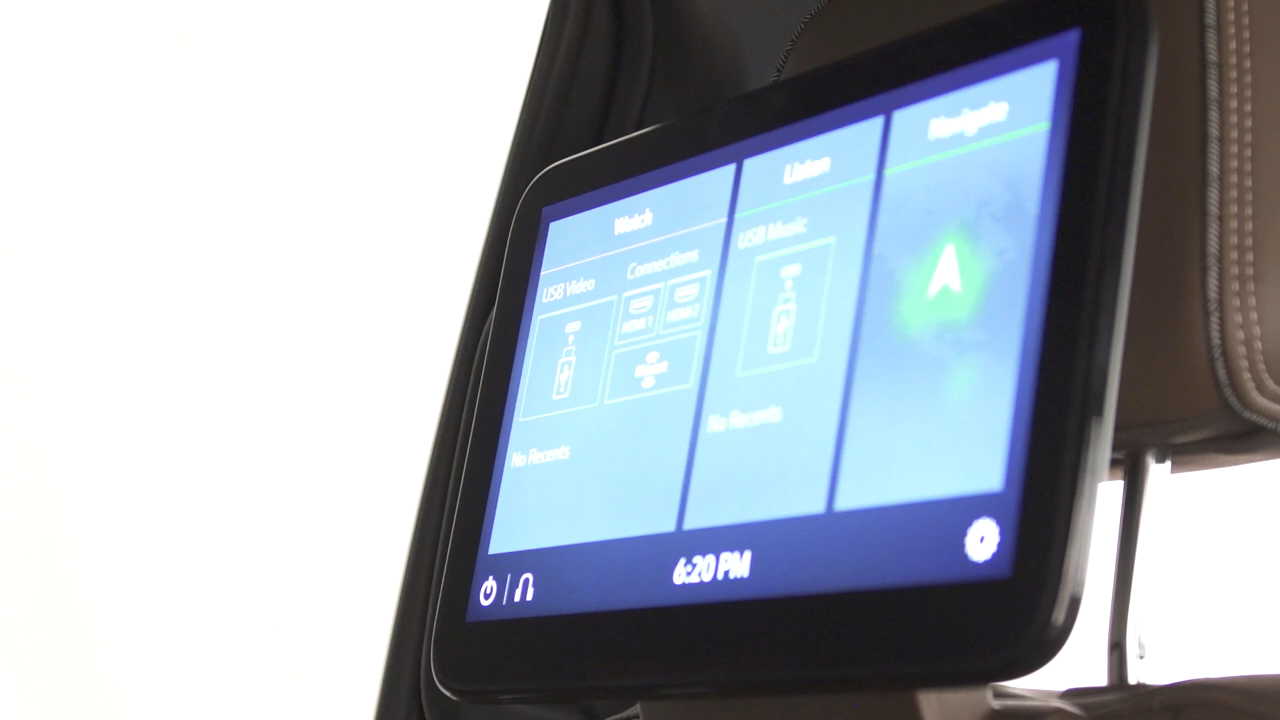 Watch
USB Video
Connections
HDMI 1
HDMI 2
No Recents
Listen
USB Music
No Recents
Navigate
6:20 PM